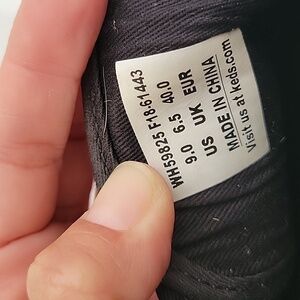 WH59825 F18-61443
9.0 6.5 40.0
US UK EUR
MADE IN CHINA
Visit us at keds.com